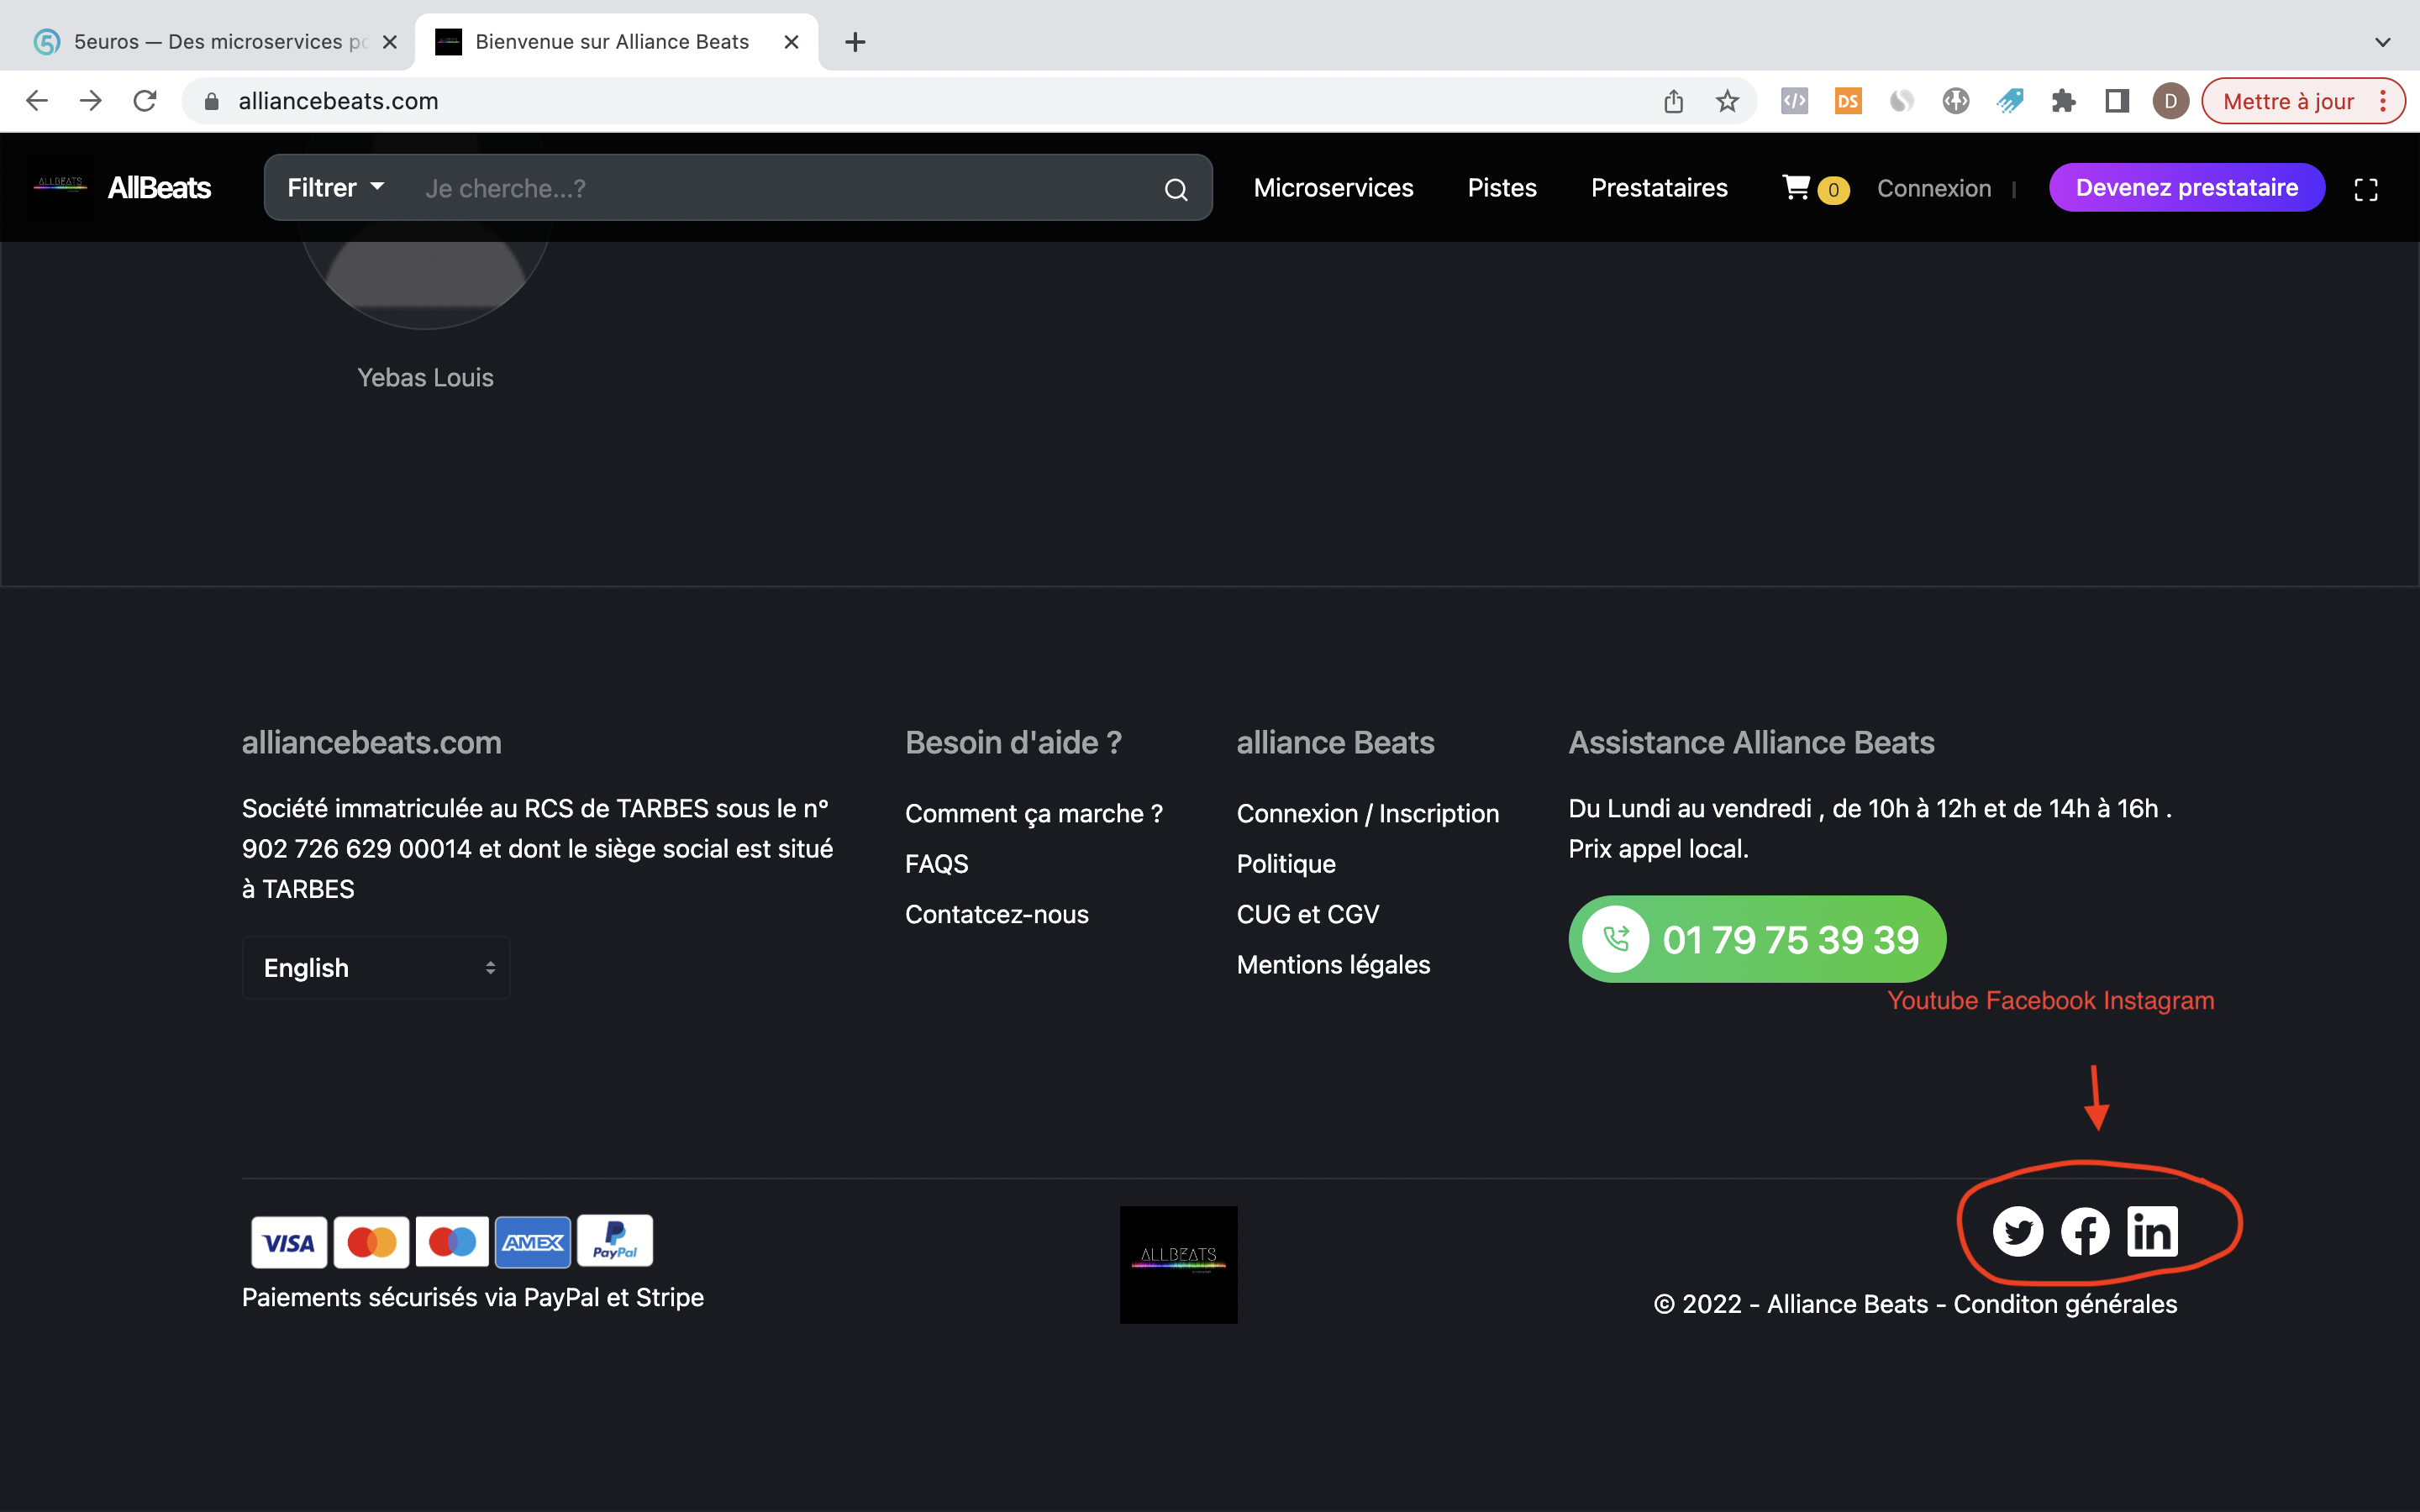 5euros — Des microservices po
Bienvenue sur Alliance Beats
alliancebeats.com
DS
D
Mettre à jour
ALLBEATS
AllBeats
Filtrer
Je cherche...?
Microservices
Pistes
Prestataires
0
Connexion
Devenez prestataire
Yebas Louis
alliancebeats.com
Société immatriculée au RCS de TARBES sous le n°
902 726 629 00014 et dont le siège social est situé
à TARBES
English
Besoin d'aide ?
Comment ça marche ?
FAQS
Contatcez-nous
alliance Beats
Connexion / Inscription
Politique
CUG et CGV
Mentions légales
Assistance Alliance Beats
Du Lundi au vendredi , de 10h à 12h et de 14h à 16h .
Prix appel local.
01 79 75 39 39
Youtube Facebook Instagram
VISA
AMEX
PayPal
Paiements sécurisés via PayPal et Stripe
ALLBEATS
in
© 2022 - Alliance Beats - Conditon générales